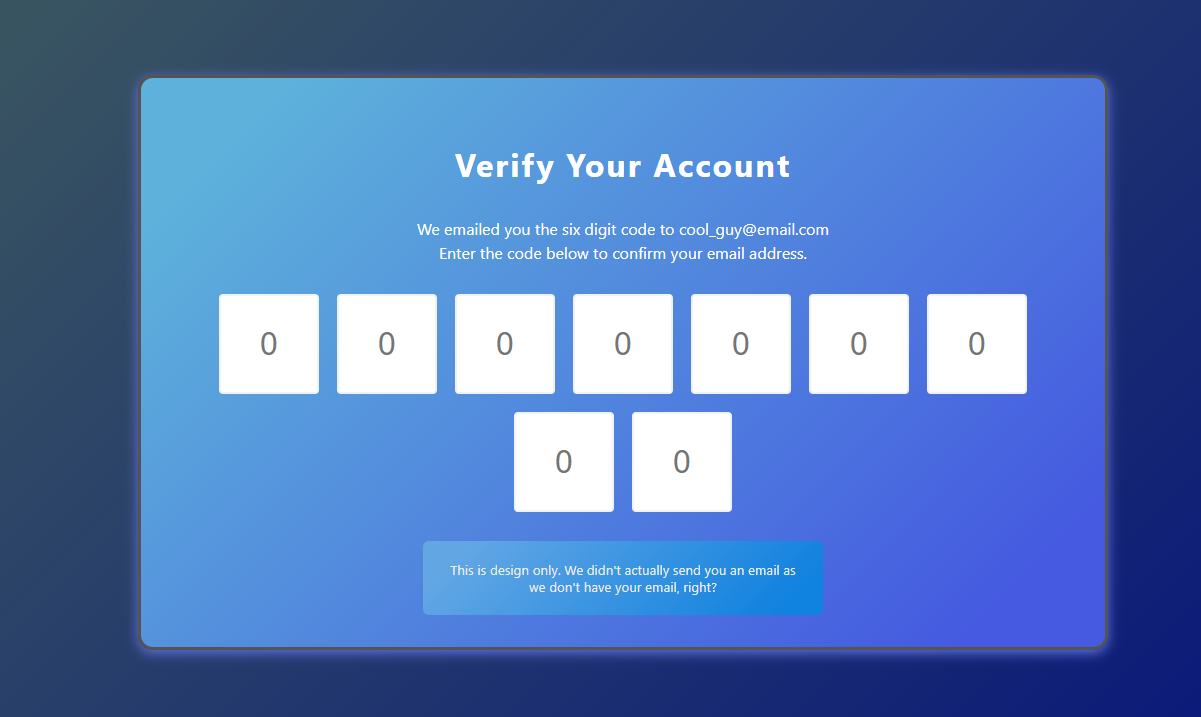 Verify Your Account
We emailed you the six digit code to cool_guy@email.com
Enter the code below to confirm your email address.
0 0 0 0 0 0 0
0 0
This is design only. We didn't actually send you an email as
we don't have your email, right?